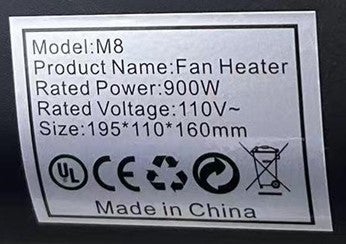 Model:M8
Product Name:Fan Heater
Rated Power:900W
Rated Voltage:110V~
Size:195*110*160mm
UL CE
Made in China